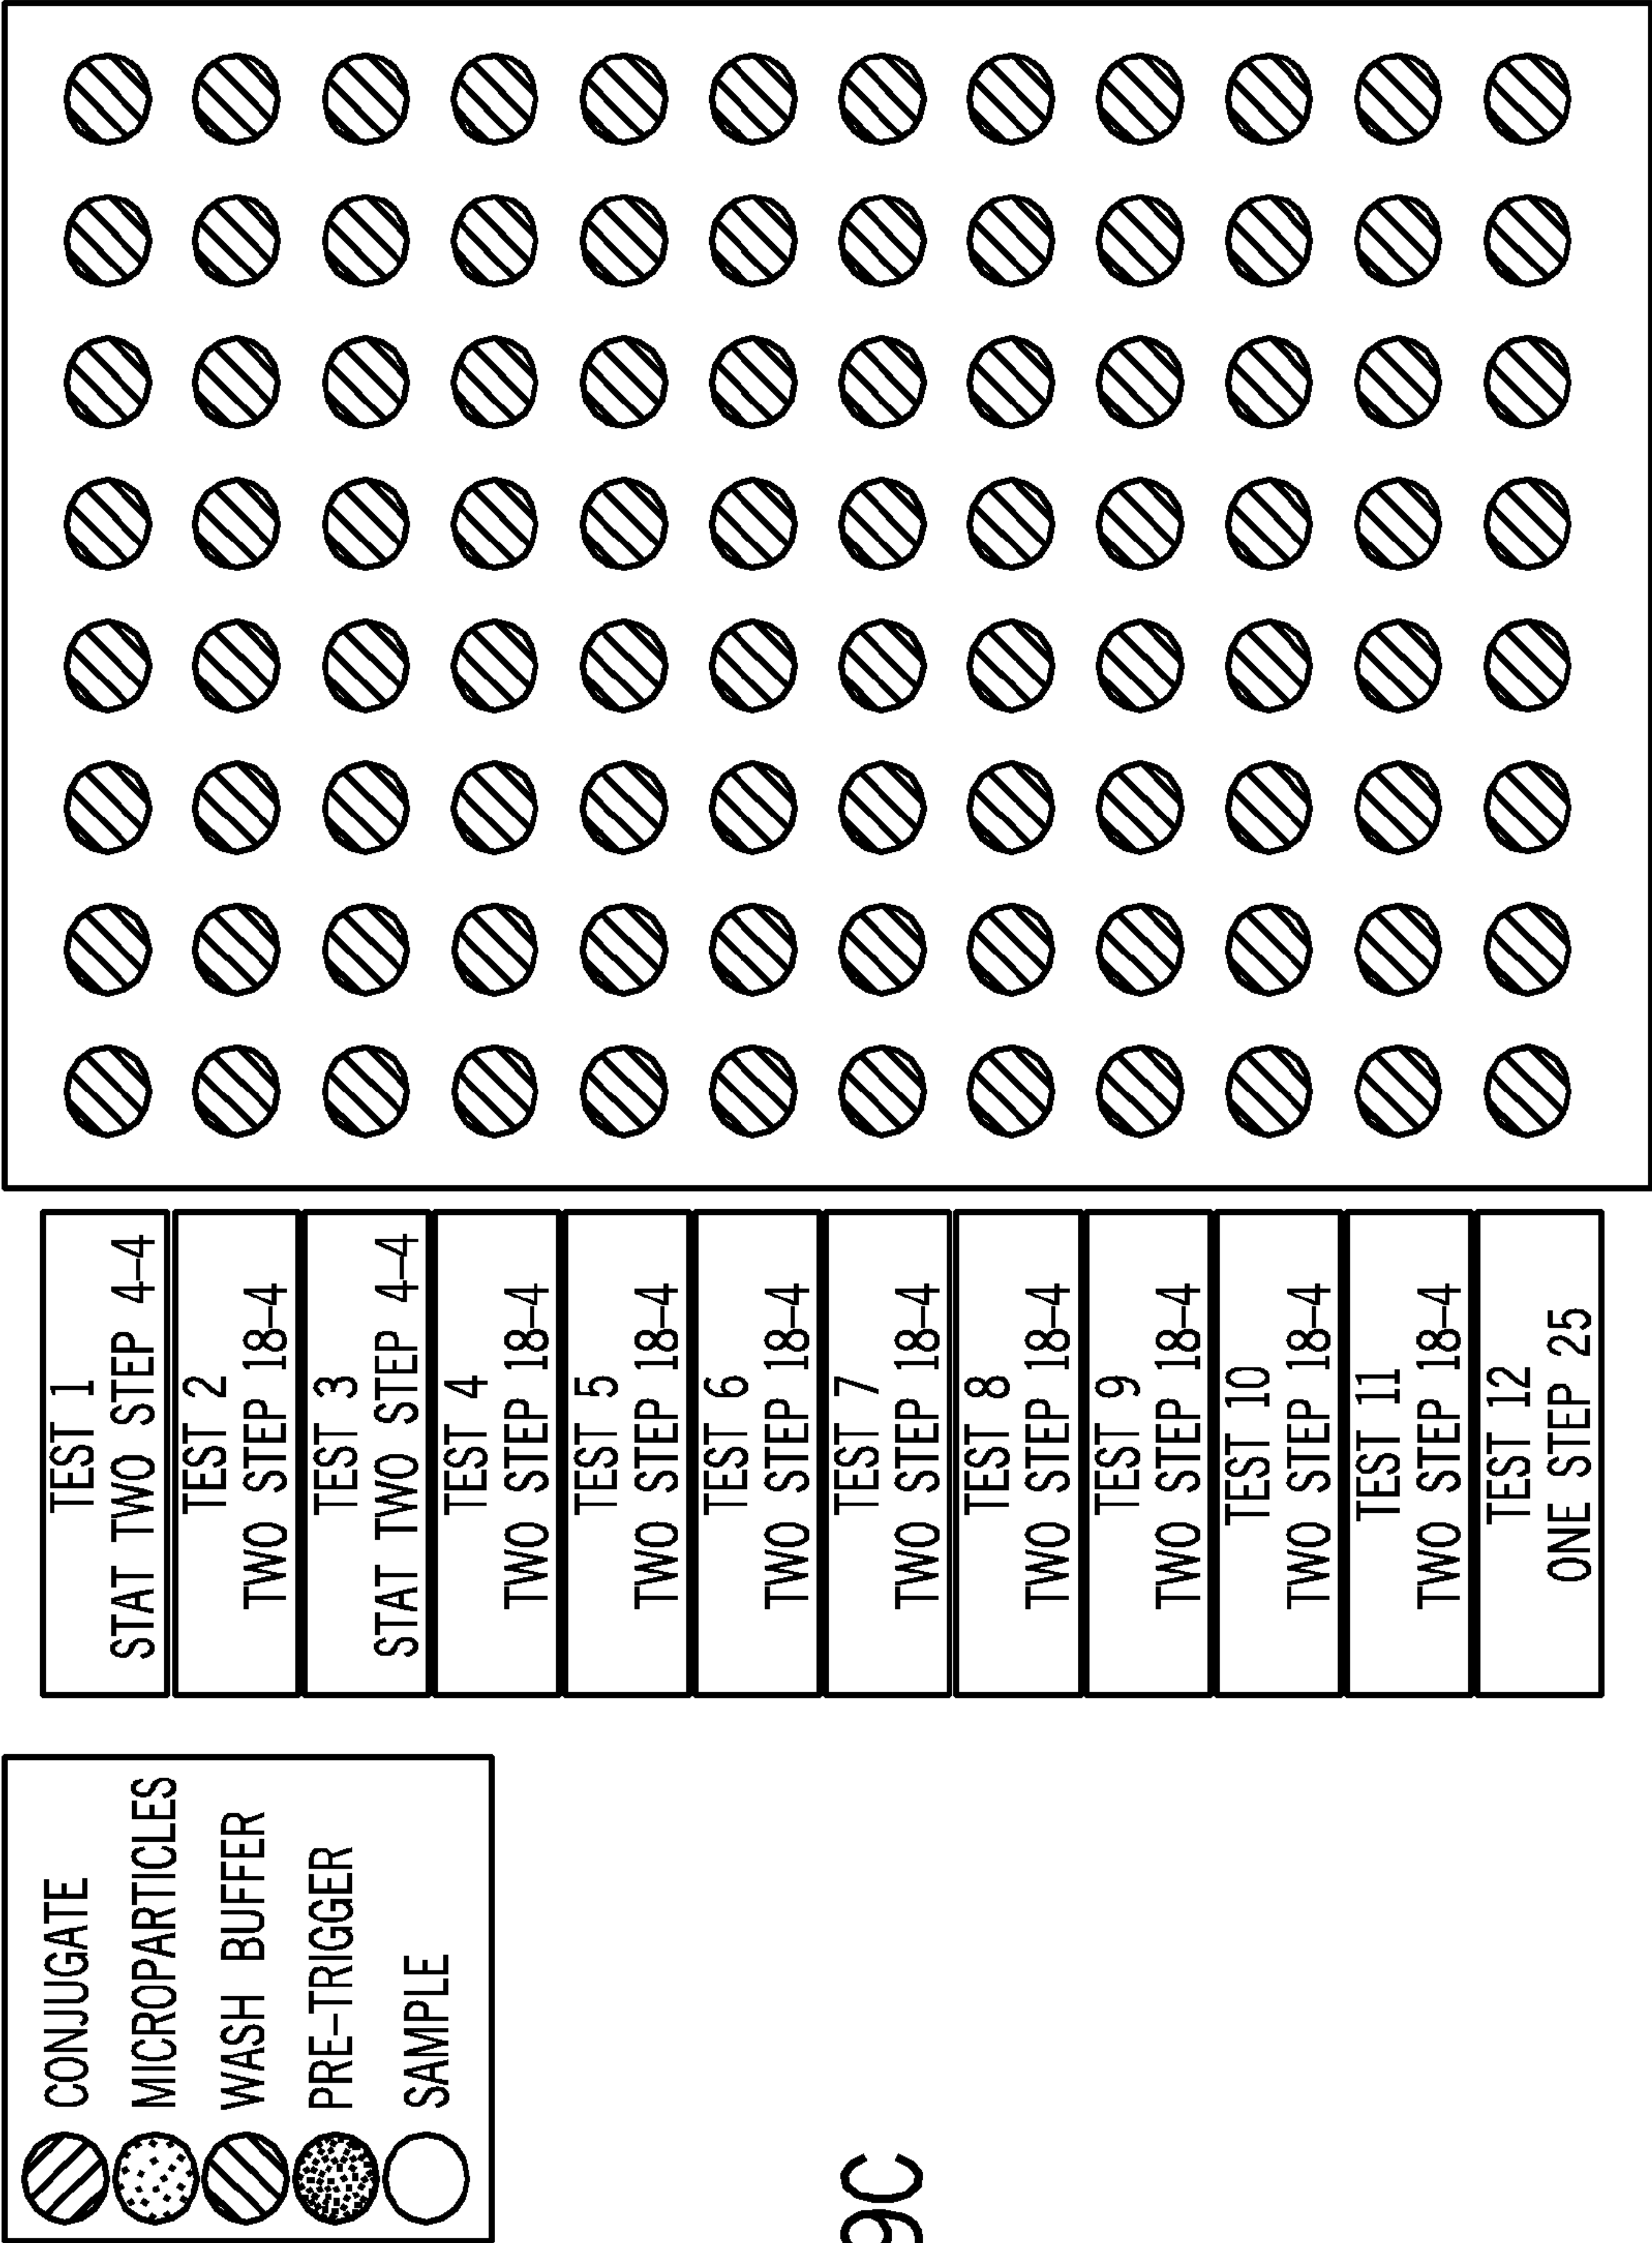 CONJUGATE
MICROPARTICLES
WASH BUFFER
PRE-TRIGGER
SAMPLE
TEST 1
STAT TWO STEP 4-4
TEST 2
TWO STEP 18-4
TEST 3
STAT TWO STEP 4-4
TEST 4
TWO STEP 18-4
TEST 5
TWO STEP 18-4
TEST 6
TWO STEP 18-4
TEST 7
TWO STEP 18-4
TEST 8
TWO STEP 18-4
TEST 9
TWO STEP 18-4
TEST 10
TWO STEP 18-4
TEST 11
TWO STEP 18-4
TEST 12
ONE STEP 25
9C